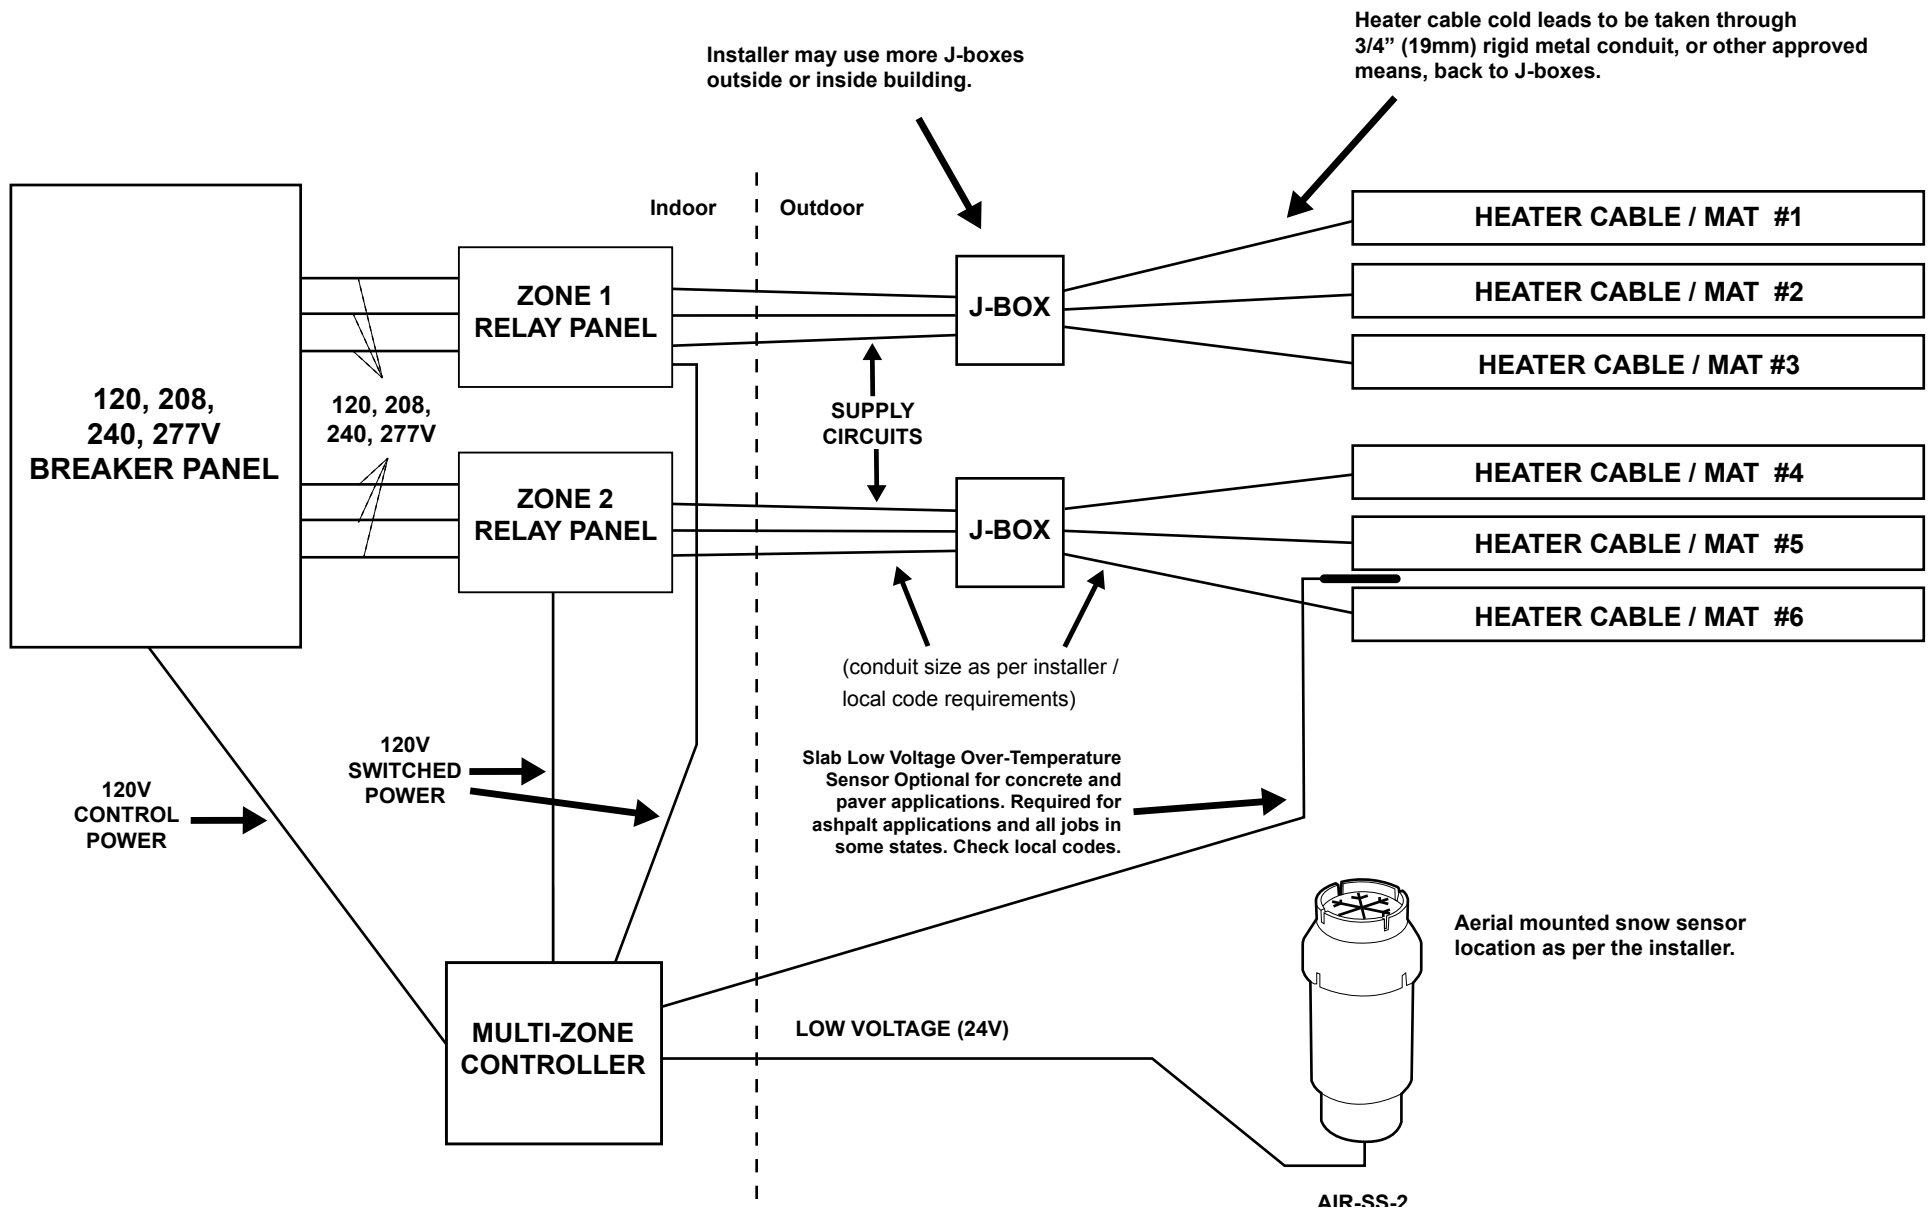 Installer may use more J-boxes
outside or inside building.
Heater cable cold leads to be taken through
3/4” (19mm) rigid metal conduit, or other approved
means, back to J-boxes.
Indoor
Outdoor
120, 208,
240, 277V
BREAKER PANEL
120, 208,
240, 277V
ZONE 1
RELAY PANEL
ZONE 2
RELAY PANEL
J-BOX
SUPPLY
CIRCUITS
J-BOX
HEATER CABLE / MAT #1
HEATER CABLE / MAT #2
HEATER CABLE / MAT #3
HEATER CABLE / MAT #4
HEATER CABLE / MAT #5
HEATER CABLE / MAT #6
(conduit size as per installer /
local code requirements)
120V
CONTROL
POWER
120V
SWITCHED
POWER
Slab Low Voltage Over-Temperature
Sensor Optional for concrete and
paver applications. Required for
ashpalt applications and all jobs in
some states. Check local codes.
Aerial mounted snow sensor
location as per the installer.
MULTI-ZONE
CONTROLLER
LOW VOLTAGE (24V)
AIR-SS-2